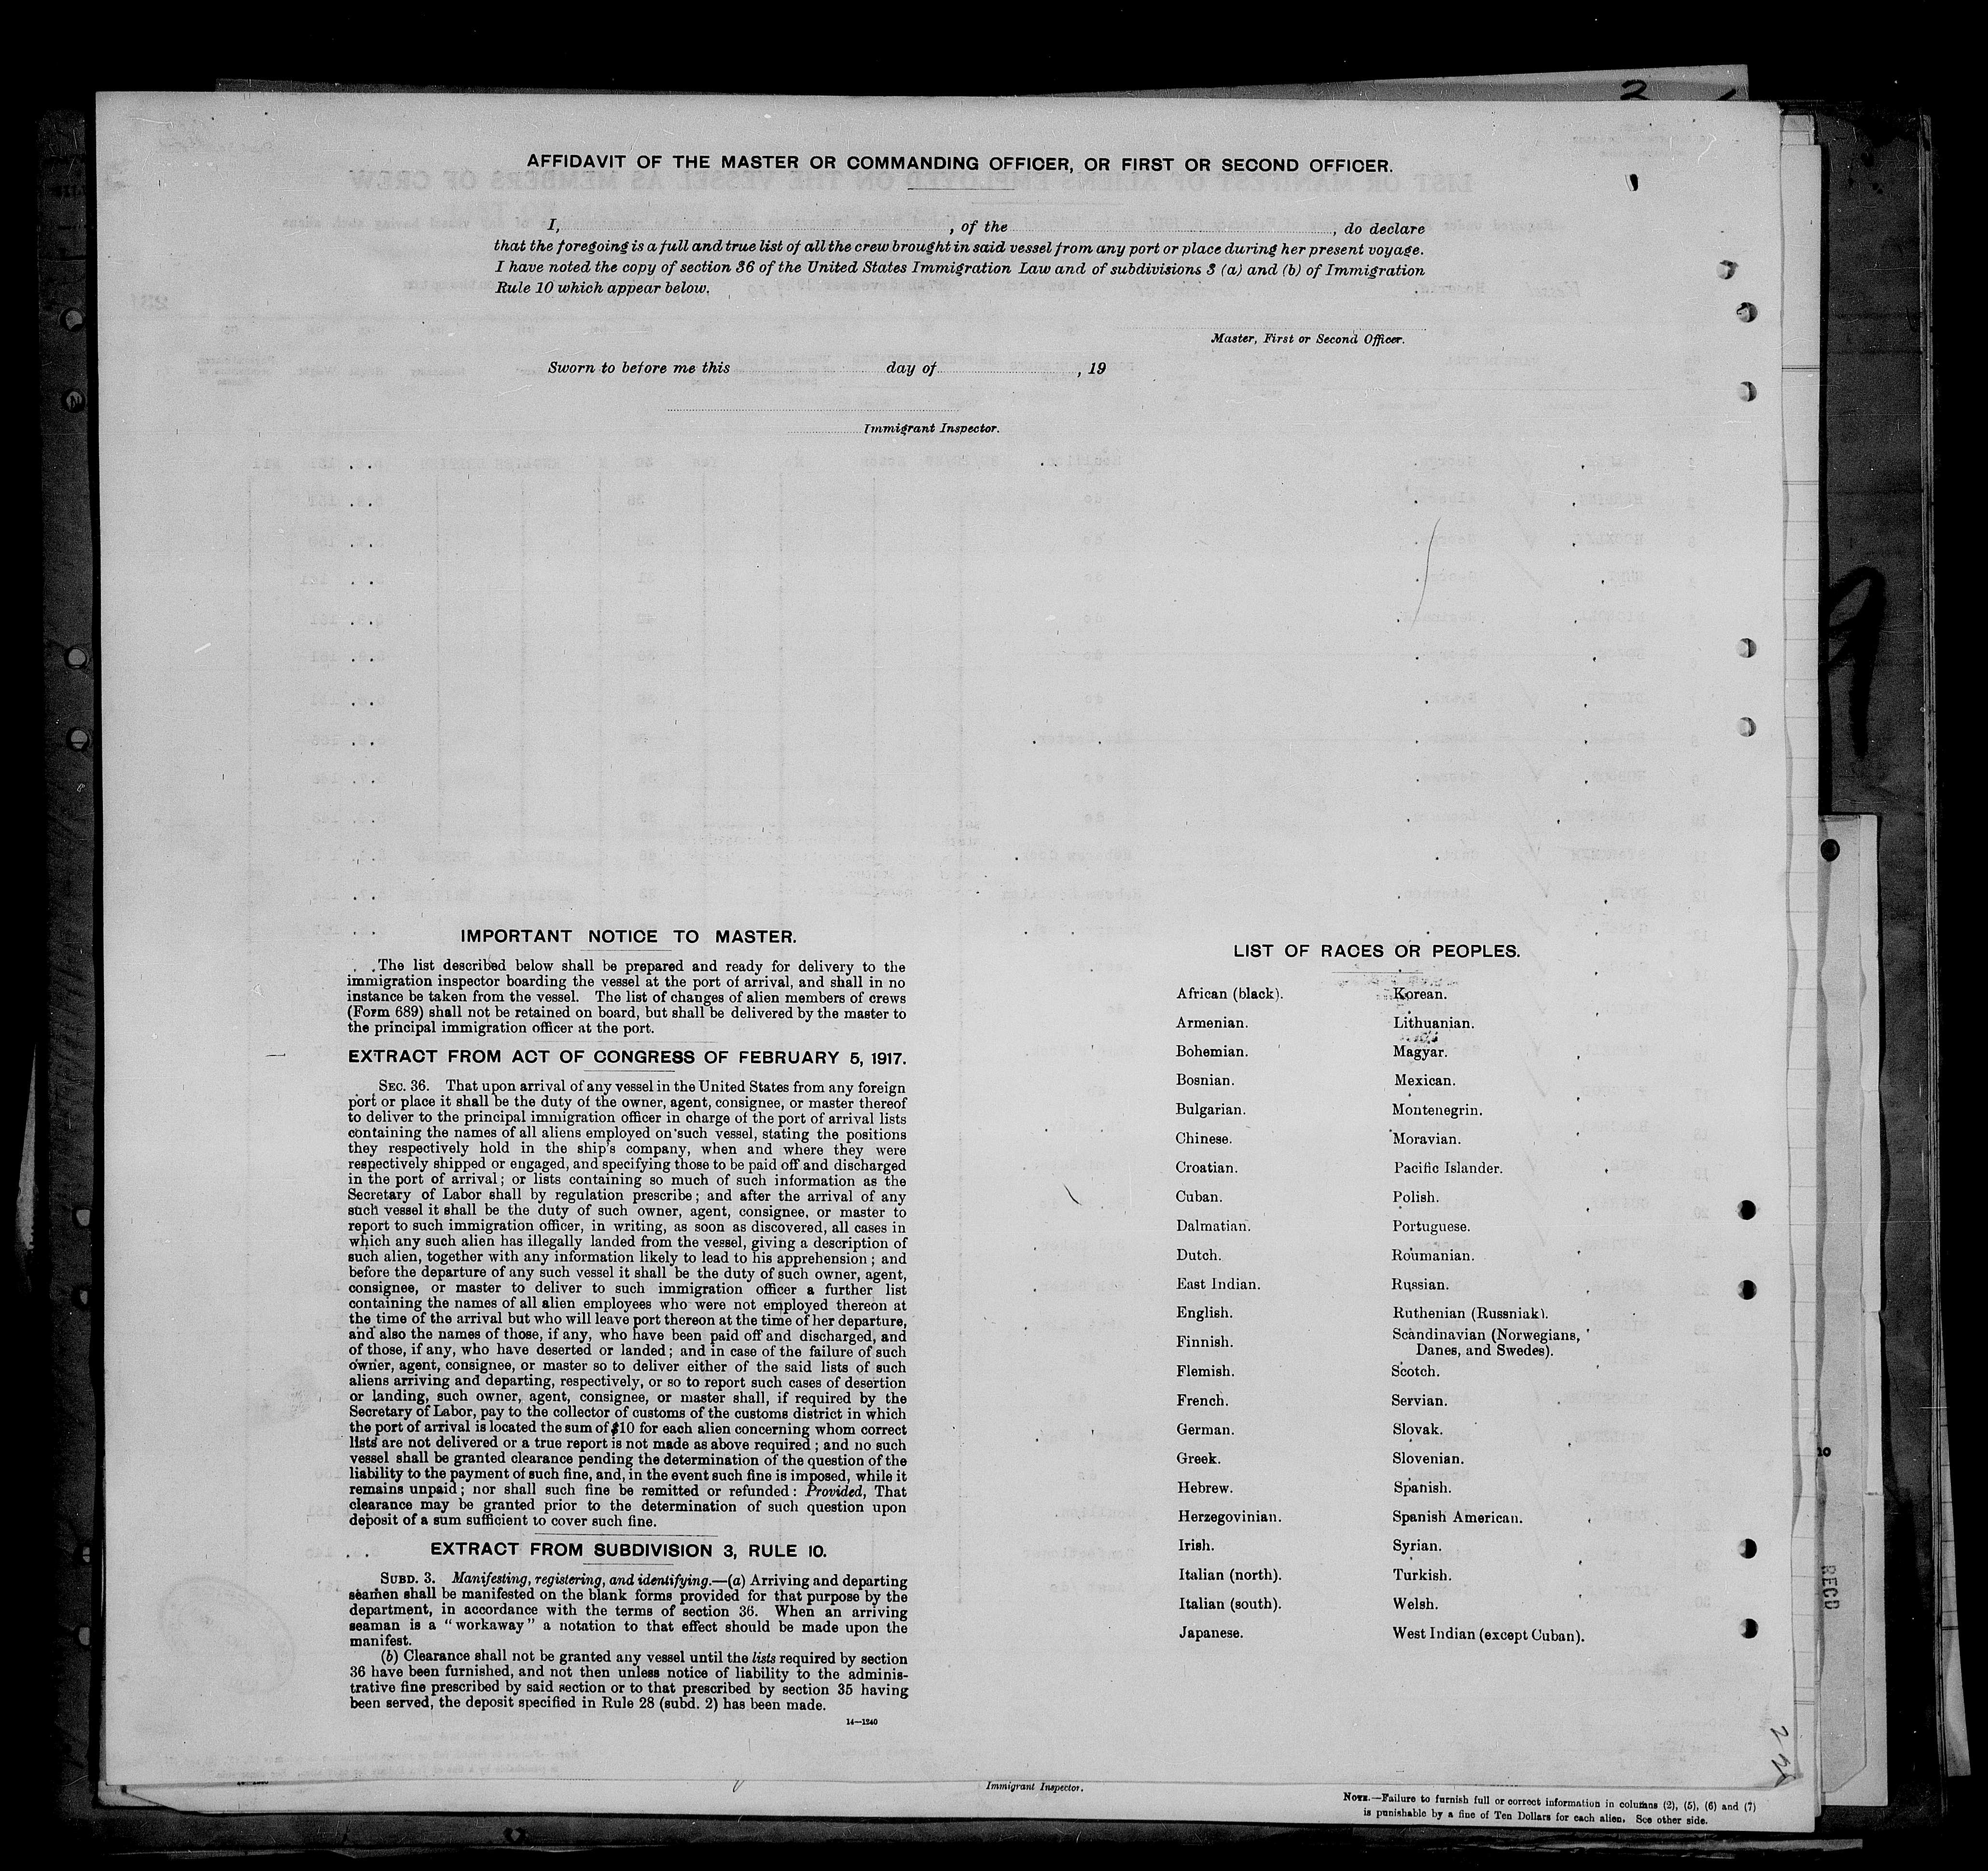 AFFIDAVIT OF THE MASTER OR COMMANDING OFFICER, OR FIRST OR SECOND OFFICER.
I, , of the , do declare
that the foregoing is a full and true list of all the crew brought in said vessel from any port or place during her present voyage.
I have noted the copy of section 36 of the United States Immigration Law and of subdivisions 3 (a) and (b) of Immigration
Rule 10 which appear below.
Master, First or Second Officer.
Sworn to before me this day of , 19
Immigrant Inspector.
IMPORTANT NOTICE TO MASTER.
The list described below shall be prepared and ready for delivery to the
immigration inspector boarding the vessel at the port of arrival, and shall in no
instance be taken from the vessel. The list of changes of alien members of crews
(Form 689) shall not be retained on board, but shall be delivered by the master to
the principal immigration officer at the port.
EXTRACT FROM ACT OF CONGRESS OF FEBRUARY 5, 1917.
SEC. 36. That upon arrival of any vessel in the United States from any foreign
port or place it shall be the duty of the owner, agent, consignee, or master thereof
to deliver to the principal immigration officer in charge of the port of arrival lists
containing the names of all aliens employed on such vessel, stating the positions
they respectively hold in the ship's company, when and where they were
respectively shipped or engaged, and specifying those to be paid off and discharged
in the port of arrival; or lists containing so much of such information as the
Secretary of Labor shall by regulation prescribe; and after the arrival of any
such vessel it shall be the duty of such owner, agent, consignee, or master to
report to such immigration officer, in writing, as soon as discovered, all cases in
which any such alien has illegally landed from the vessel, giving a description of
such alien, together with any information likely to lead to his apprehension; and
before the departure of any such vessel it shall be the duty of such owner, agent,
consignee, or master to deliver to such immigration officer a further list
containing the names of all alien employees who were not employed thereon at
the time of the arrival but who will leave port thereon at the time of her departure,
and also the names of those, if any, who have been paid off and discharged, and
of those, if any, who have deserted or landed; and in case of the failure of such
owner, agent, consignee, or master so to deliver either of the said lists of such
aliens arriving and departing, respectively, or so to report such cases of desertion
or landing, such owner, agent, consignee, or master shall, if required by the
Secretary of Labor, pay to the collector of customs of the customs district in which
the port of arrival is located the sum of $10 for each alien concerning whom correct
lists are not delivered or a true report is not made as above required; and no such
vessel shall be granted clearance pending the determination of the question of the
liability to the payment of such fine, and, in the event such fine is imposed, while it
remains unpaid; nor shall such fine be remitted or refunded: Provided, That
clearance may be granted prior to the determination of such question upon
deposit of a sum sufficient to cover such fine.
EXTRACT FROM SUBDIVISION 3, RULE 10.
SUBD. 3. Manifesting, registering, and identifying.—(a) Arriving and departing
seamen shall be manifested on the blank forms provided for that purpose by the
department, in accordance with the terms of section 36. When an arriving
seaman is a "workaway" a notation to that effect should be made upon the
manifest.
(b) Clearance shall not be granted any vessel until the lists required by section
36 have been furnished, and not then unless notice of liability to the adminis-
trative fine prescribed by said section or to that prescribed by section 35 having
been served, the deposit specified in Rule 28 (subd. 2) has been made.
14—1240
LIST OF RACES OR PEOPLES.
African (black).
Armenian.
Bohemian.
Bosnian.
Bulgarian.
Chinese.
Croatian.
Cuban.
Dalmatian.
Dutch.
East Indian.
English.
Finnish.
Flemish.
French.
German.
Greek.
Hebrew.
Herzegovinian.
Irish.
Italian (north).
Italian (south).
Japanese.
Korean.
Lithuanian.
Magyar.
Mexican.
Montenegrin.
Moravian.
Pacific Islander.
Polish.
Portuguese.
Roumanian.
Russian.
Ruthenian (Russniak).
Scandinavian (Norwegians,
Danes, and Swedes).
Scotch.
Servian.
Slovak.
Slovenian.
Spanish.
Spanish American.
Syrian.
Turkish.
Welsh.
West Indian (except Cuban).
RECD
Immigrant Inspector.
NOTE.—Failure to furnish full or correct information in columns (2), (5), (6) and (7)
is punishable by a fine of Ten Dollars for each alien. See other side.